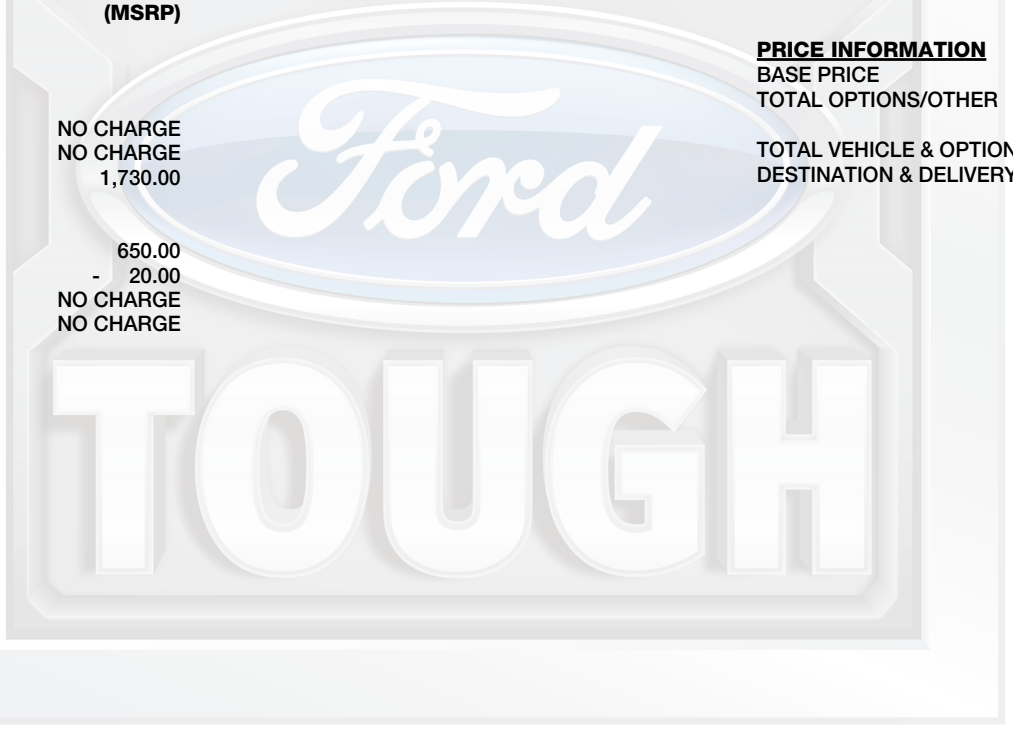 (MSRP)
NO CHARGE
NO CHARGE
1,730.00
650.00
- 20.00
NO CHARGE
NO CHARGE
PRICE INFORMATION
BASE PRICE
TOTAL OPTIONS/OTHER
TOTAL VEHICLE & OPTION
DESTINATION & DELIVERY
Ford
TOUGH